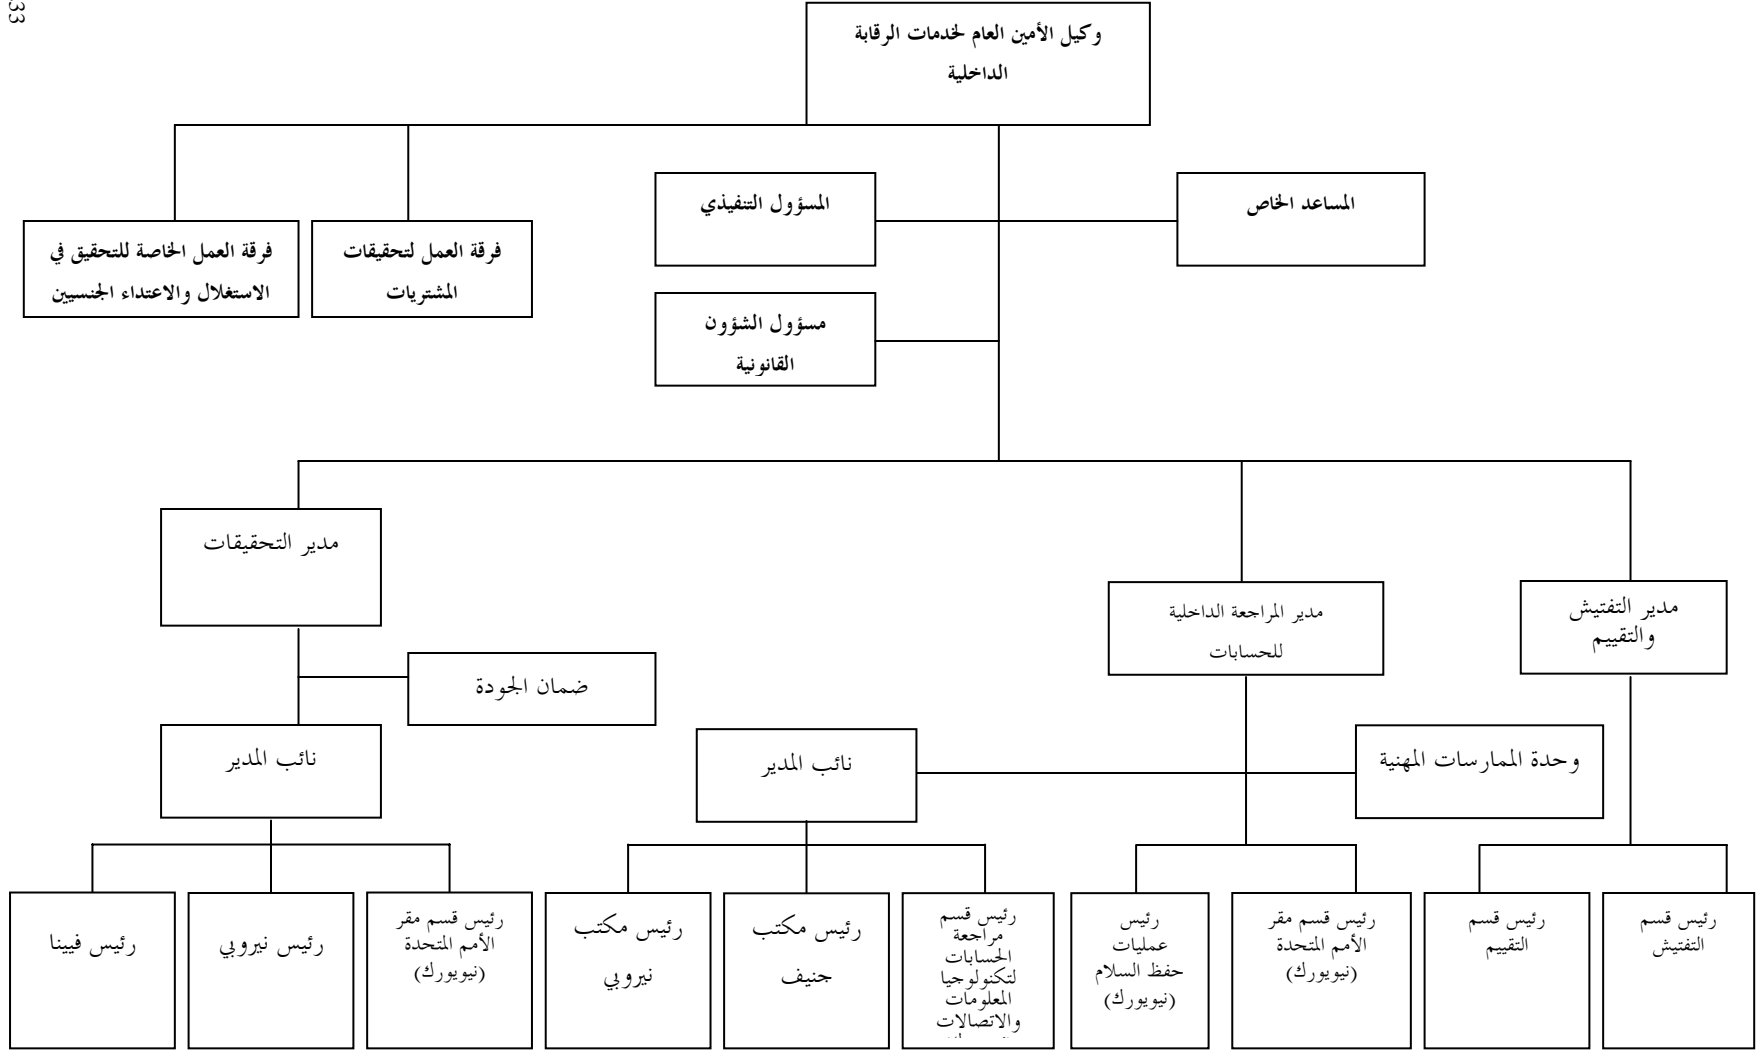 33
وكيل الأمين العام لخدمات الرقابة
الداخلية
المساعد الخاص
المسؤول التنفيذي
فرقة العمل لتحقيقات
المشتريات
فرقة العمل الخاصة للتحقيق في
الاستغلال والاعتداء الجنسيين
مسؤول الشؤون
القانونية
مدير التفتيش
والتقييم
مدير المراجعة الداخلية
للحسابات
مدير التحقيقات
ضمان الجودة
وحدة الممارسات المهنية
نائب المدير
نائب المدير
رئيس قسم
التفتيش
رئيس قسم
التقييم
رئيس قسم مقر
الأمم المتحدة
(نيويورك)
رئيس
عمليات
حفظ السلام
(نيويورك)
رئيس قسم
مراجعة
الحسابات
لتكنولوجيا
المعلومات
والاتصالات
رئيس مكتب
جنيف
رئيس مكتب
نيروبي
رئيس قسم مقر
الأمم المتحدة
(نيويورك)
رئيس نيروبي
رئيس فيينا